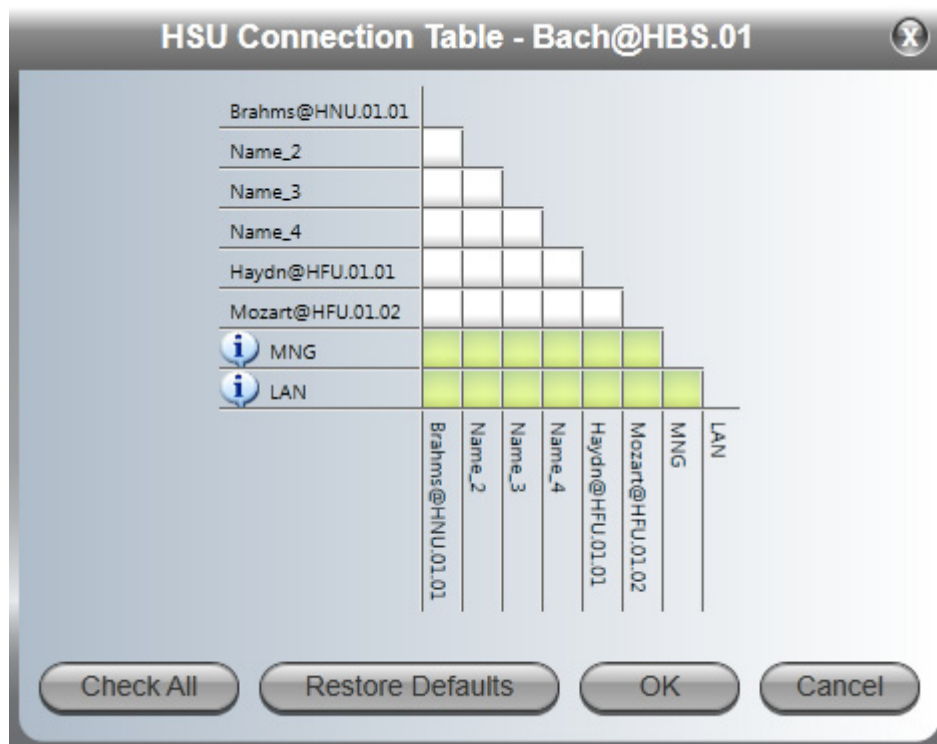 HSU Connection Table - Bach@HBS.01
Brahms@HNU.01.01
Name_2
Name_3
Name_4
Haydn@HFU.01.01
Mozart@HFU.01.02
MNG
LAN
Brahms@HNU.01.01
Name_2
Name_3
Name_4
Haydn@HFU.01.01
Mozart@HFU.01.02
MNG
LAN
Check All
Restore Defaults
OK
Cancel